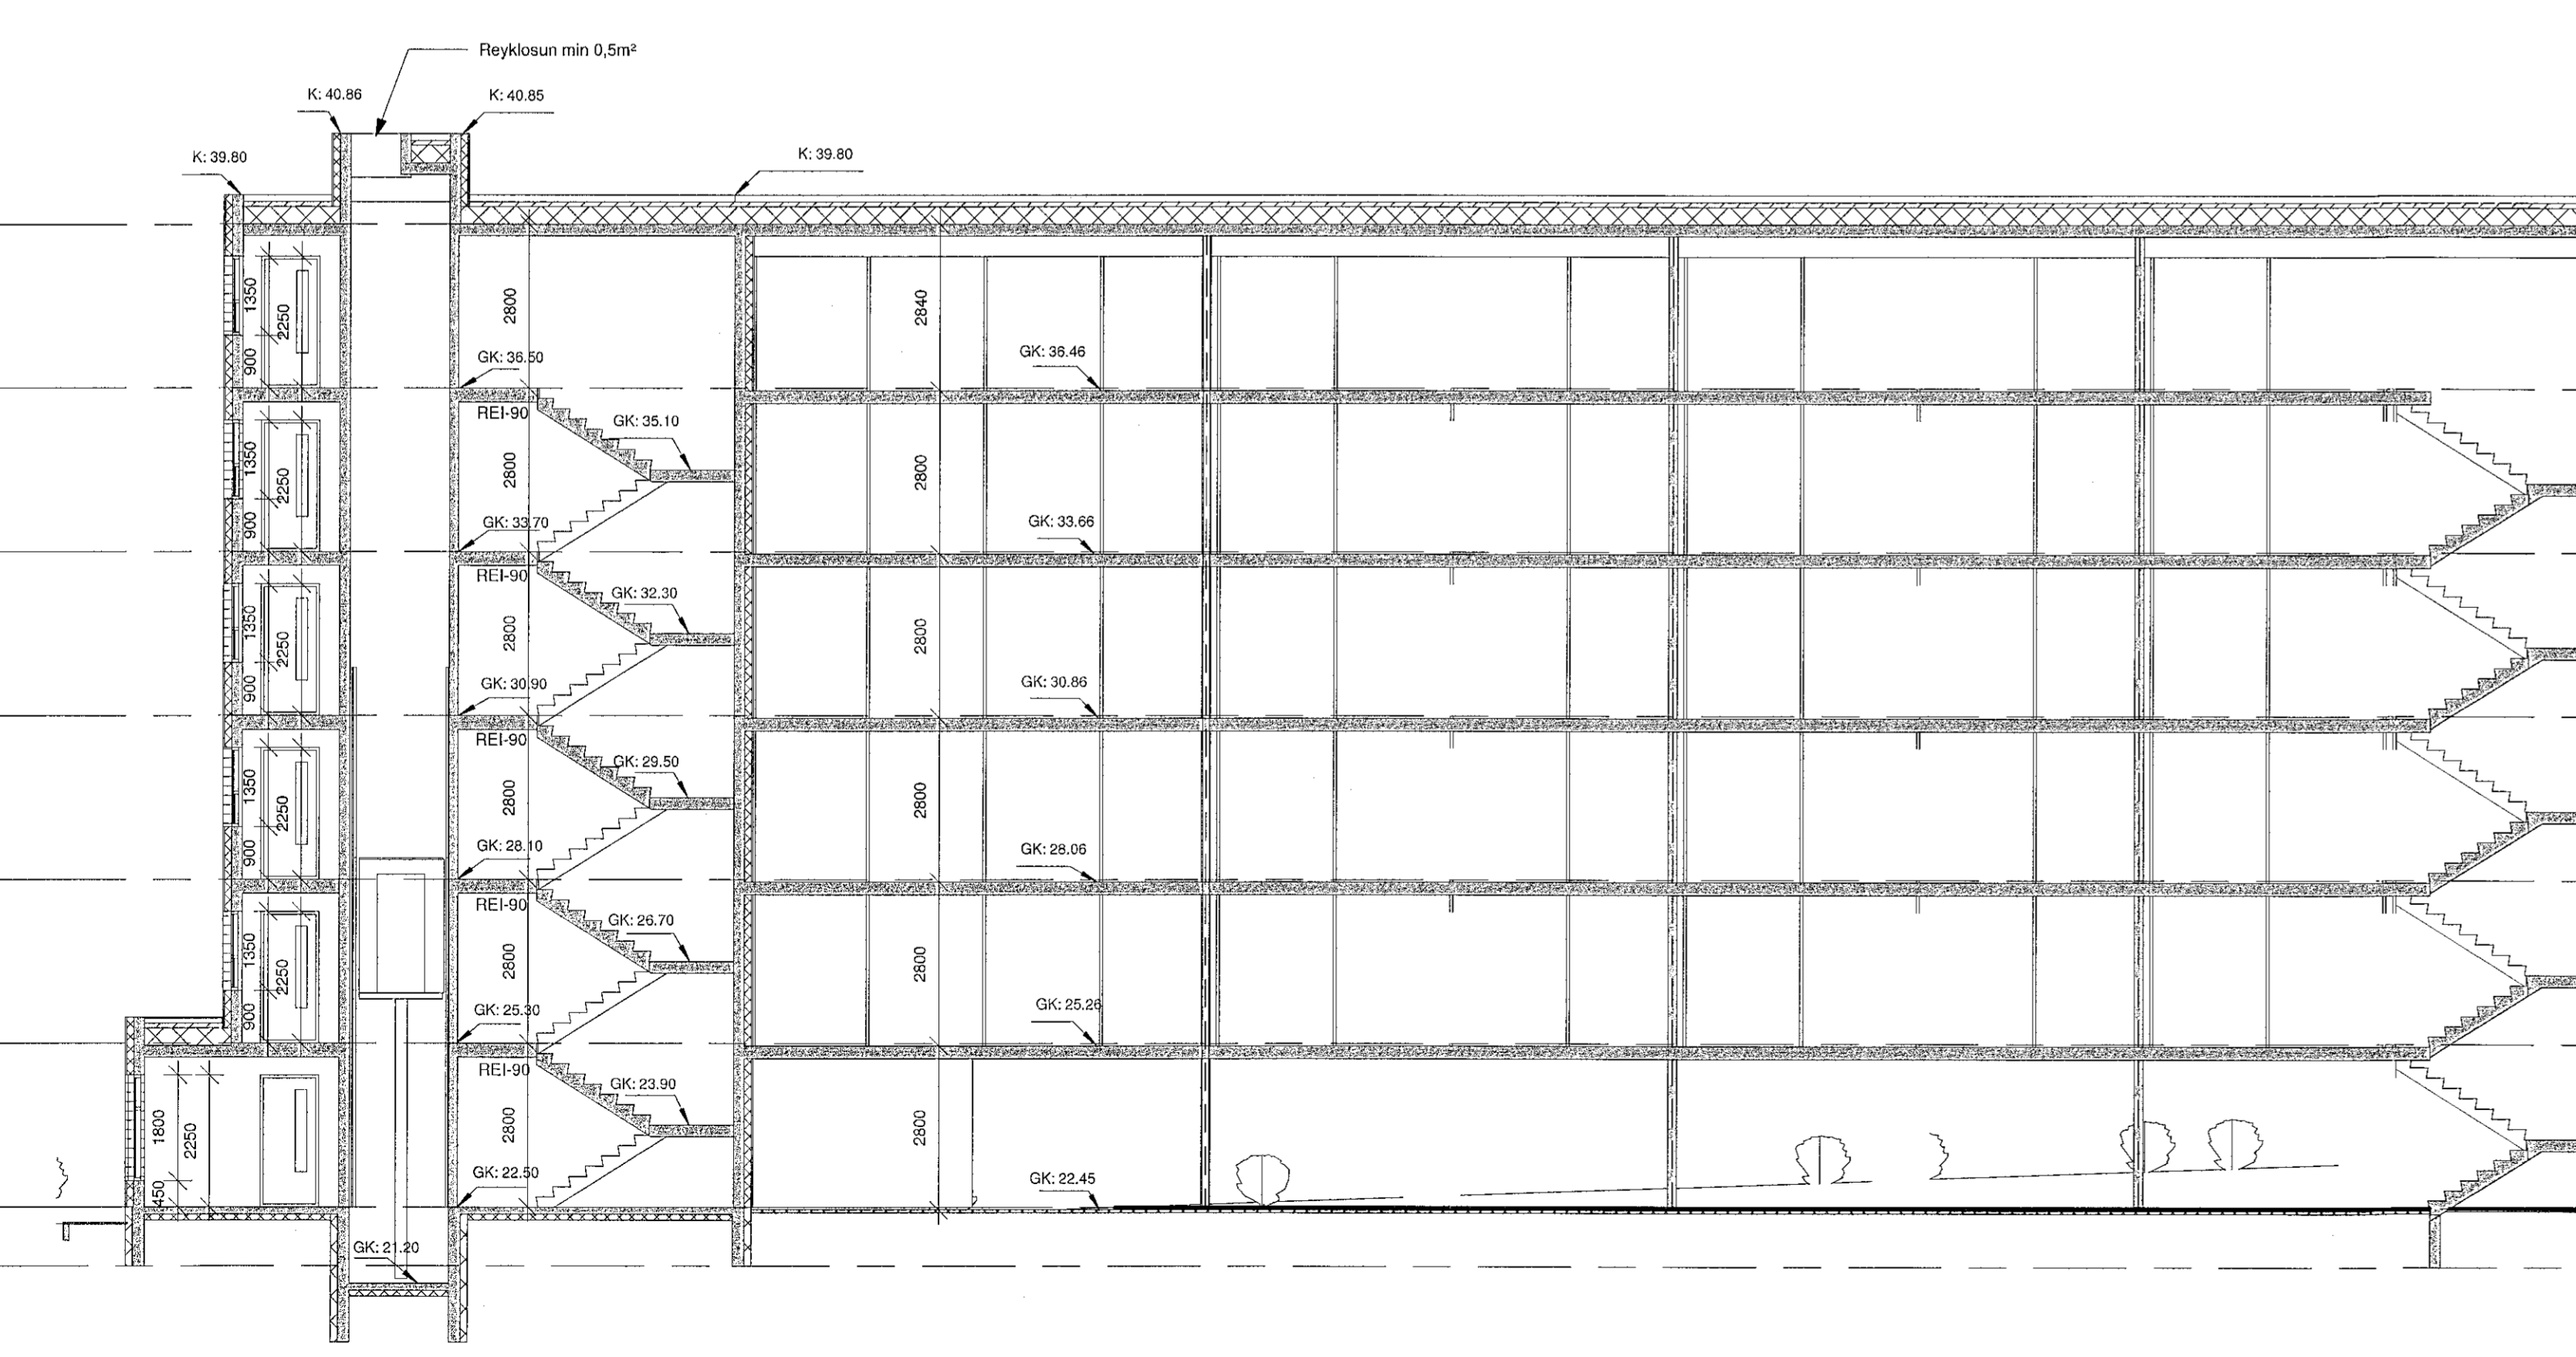 Reyklosun min 0,5m²
K: 40.86
K: 40.85
K: 39.80
K: 39.80
1350
2250
900
2800
2840
GK: 36.50
GK: 36.46
REI-90
GK: 35.10
1350
2250
900
2800
2800
GK: 33.70
GK: 33.66
REI-90
GK: 32.30
1350
2250
900
2800
2800
GK: 30.90
GK: 30.86
REI-90
GK: 29.50
1350
2250
900
2800
2800
GK: 28.10
GK: 28.06
REI-90
GK: 26.70
1350
2250
900
2800
2800
GK: 25.30
GK: 25.26
REI-90
GK: 23.90
1800
2250
450
2800
2800
GK: 22.50
GK: 22.45
GK: 21.20